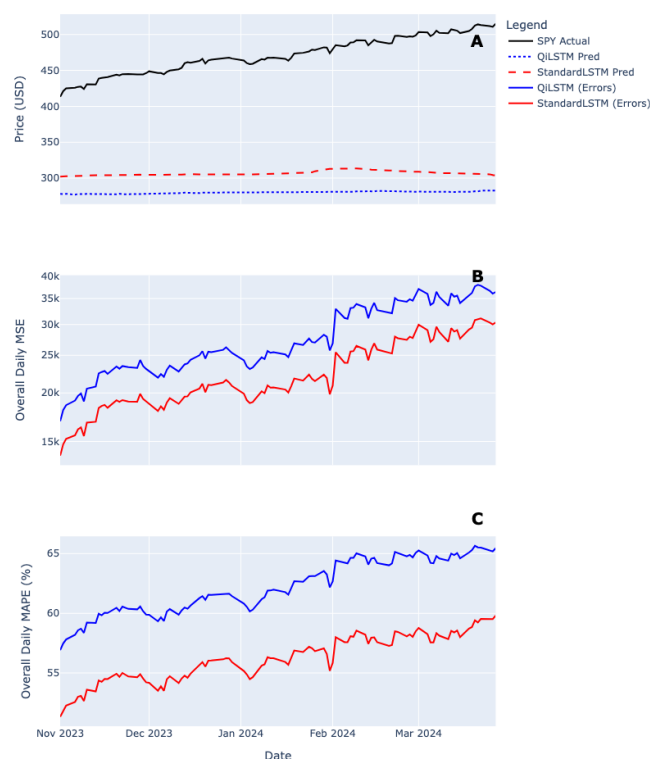 A
Legend
SPY Actual
QiLSTM Pred
StandardLSTM Pred
QiLSTM (Errors)
StandardLSTM (Errors)
Price (USD)
500
450
400
350
300
B
Overall Daily MSE
40k
35k
30k
25k
20k
15k
C
Overall Daily MAPE (%)
65
60
55
Nov 2023 Dec 2023 Jan 2024 Feb 2024 Mar 2024
Date